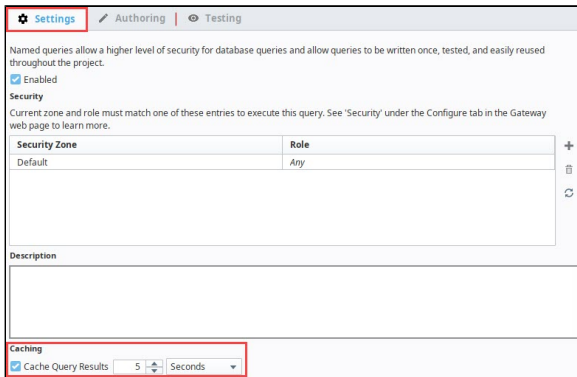 Settings Authoring Testing
Named queries allow a higher level of security for database queries and allow queries to be written once, tested, and easily reused
throughout the project.
Enabled
Security
Current zone and role must match one of these entries to execute this query. See 'Security' under the Configure tab in the Gateway
web page to learn more.
Security Zone Role
Default Any
Description
Caching
Cache Query Results 5 Seconds